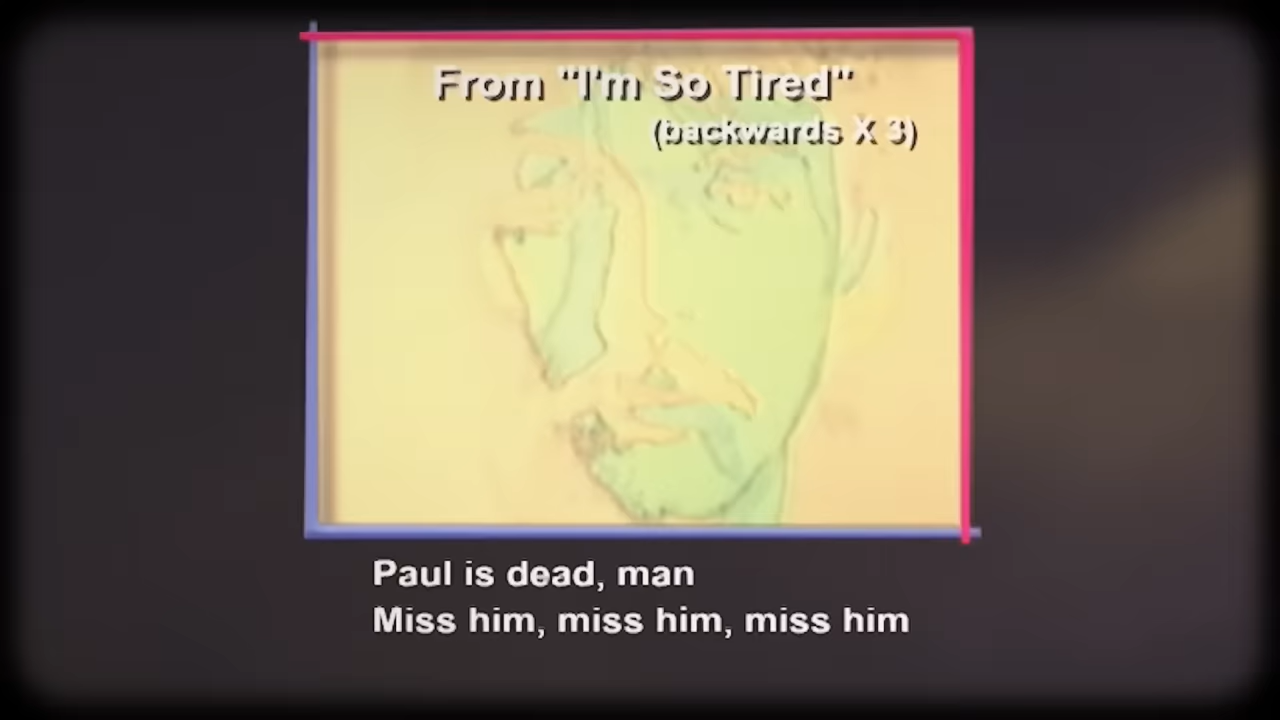 From "I'm So Tired"
(backwards X 3)
Paul is dead, man
Miss him, miss him, miss him